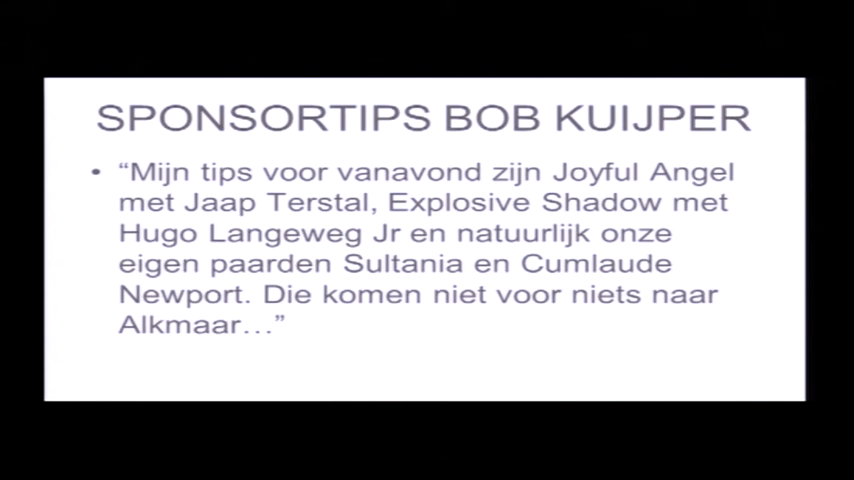 SPONSORTIPS BOB KUIJPER
• “Mijn tips voor vanavond zijn Joyful Angel
met Jaap Terstal, Explosive Shadow met
Hugo Langeweg Jr en natuurlijk onze
eigen paarden Sultania en Cumlaude
Newport. Die komen niet voor niets naar
Alkmaar…”